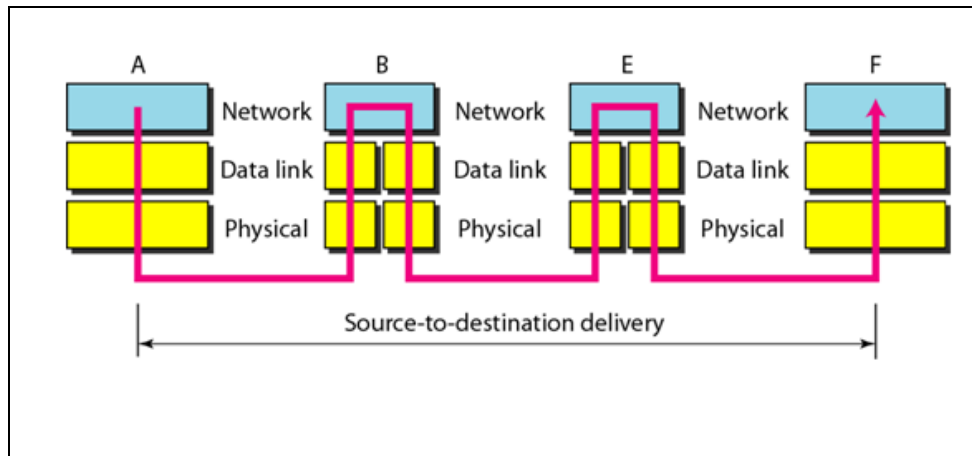 A B E F
Network Network Network
Data link Data link Data link
Physical Physical Physical
Source-to-destination delivery